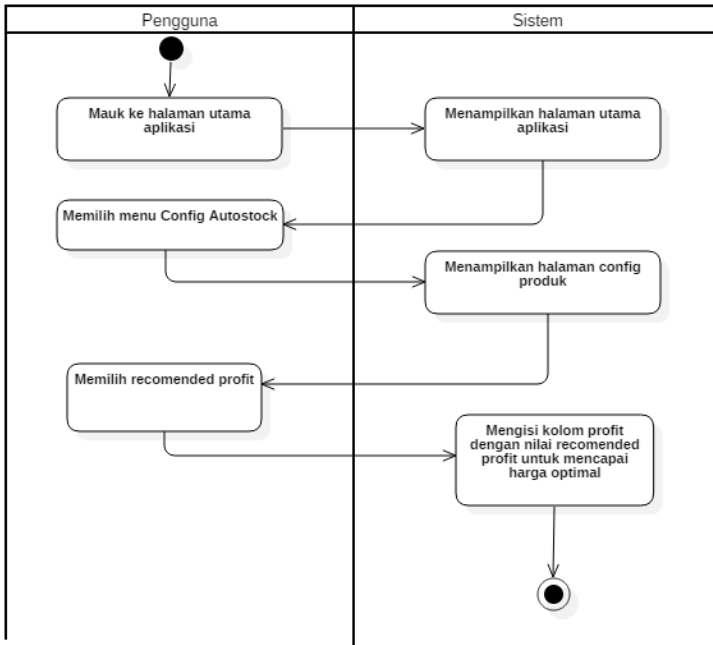 Pengguna
Sistem
Mauk ke halaman utama
aplikasi
Menampilkan halaman utama
aplikasi
Memilih menu Config Autostock
Menampilkan halaman config
produk
Memilih recomended profit
Mengisi kolom profit
dengan nilai recomended
profit untuk mencapai
harga optimal